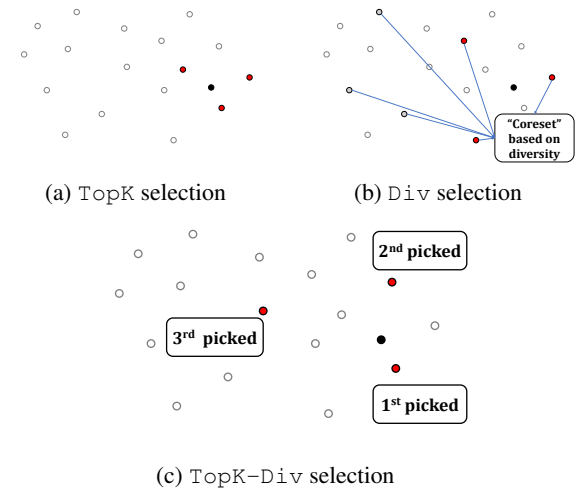 “Coreset”
based on
diversity
(a) TopK selection
(b) Div selection
2nd picked
3rd picked
1st picked
(c) TopK-Div selection